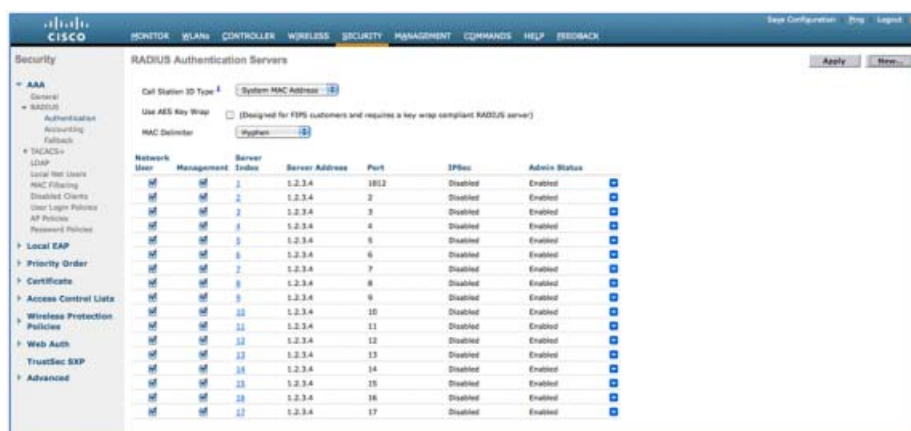 Save Configuration Ping Logout
CISCO
MONITOR WLANs CONTROLLER WIRELESS SECURITY MANAGEMENT COMMANDS HELP FEEDBACK
Security
AAA
General
RADIUS
Authentication
Accounting
Fallback
TACACS+
LDAP
Local Net Users
MAC Filtering
Disabled Clients
User Login Policies
AP Policies
Password Policies
Local EAP
Priority Order
Certificate
Access Control Lists
Wireless Protection
Policies
Web Auth
TrustSec SXP
Advanced
RADIUS Authentication Servers
Apply New...
Call Station ID Type System MAC Address
Use AES Key Wrap (Designed for FIPS customers and requires a key wrap compliant RADIUS server)
MAC Delimiter Hyphen
Network User Management Server Index Server Address Port IPSec Admin Status
1 1.2.3.4 1812 Disabled Enabled
2 1.2.3.4 2 Disabled Enabled
3 1.2.3.4 3 Disabled Enabled
4 1.2.3.4 4 Disabled Enabled
5 1.2.3.4 5 Disabled Enabled
6 1.2.3.4 6 Disabled Enabled
7 1.2.3.4 7 Disabled Enabled
8 1.2.3.4 8 Disabled Enabled
9 1.2.3.4 9 Disabled Enabled
10 1.2.3.4 10 Disabled Enabled
11 1.2.3.4 11 Disabled Enabled
12 1.2.3.4 12 Disabled Enabled
13 1.2.3.4 13 Disabled Enabled
14 1.2.3.4 14 Disabled Enabled
15 1.2.3.4 15 Disabled Enabled
16 1.2.3.4 16 Disabled Enabled
17 1.2.3.4 17 Disabled Enabled